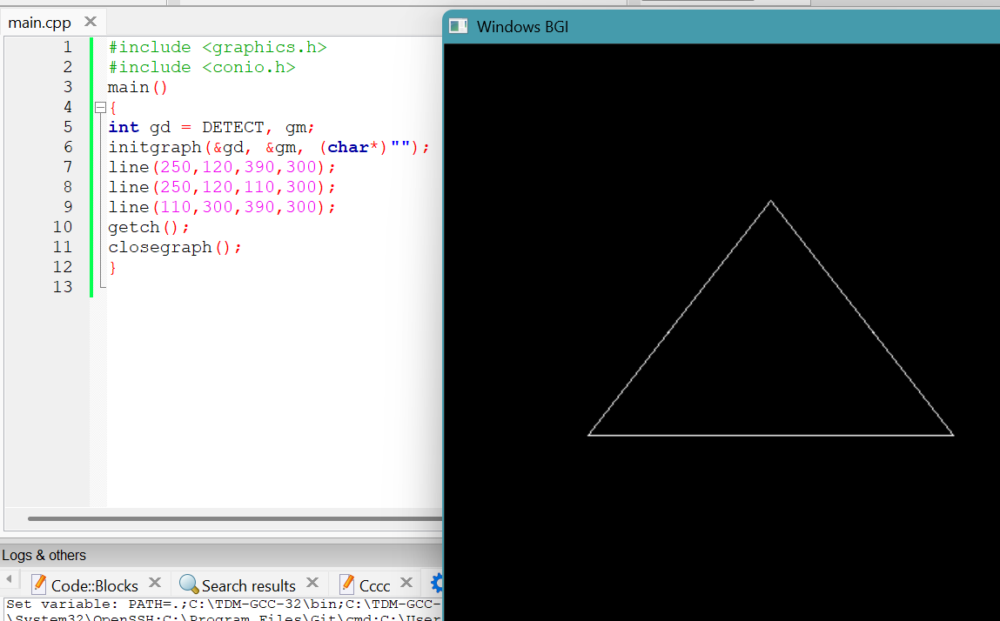 main.cpp
Windows BGI
1 #include <graphics.h>
2 #include <conio.h>
3 main()
4 {
5 int gd = DETECT, gm;
6 initgraph(&gd, &gm, (char*)"");
7 line(250,120,390,300);
8 line(250,120,110,300);
9 line(110,300,390,300);
10 getch();
11 closegraph();
12 }
13
Logs & others
Code::Blocks Search results Cccc
Set variable: PATH=.;C:\TDM-GCC-32\bin;C:\TDM-GCC-
\System32\OpenSSH;C:\Program Files\Git\cmd;C:\User